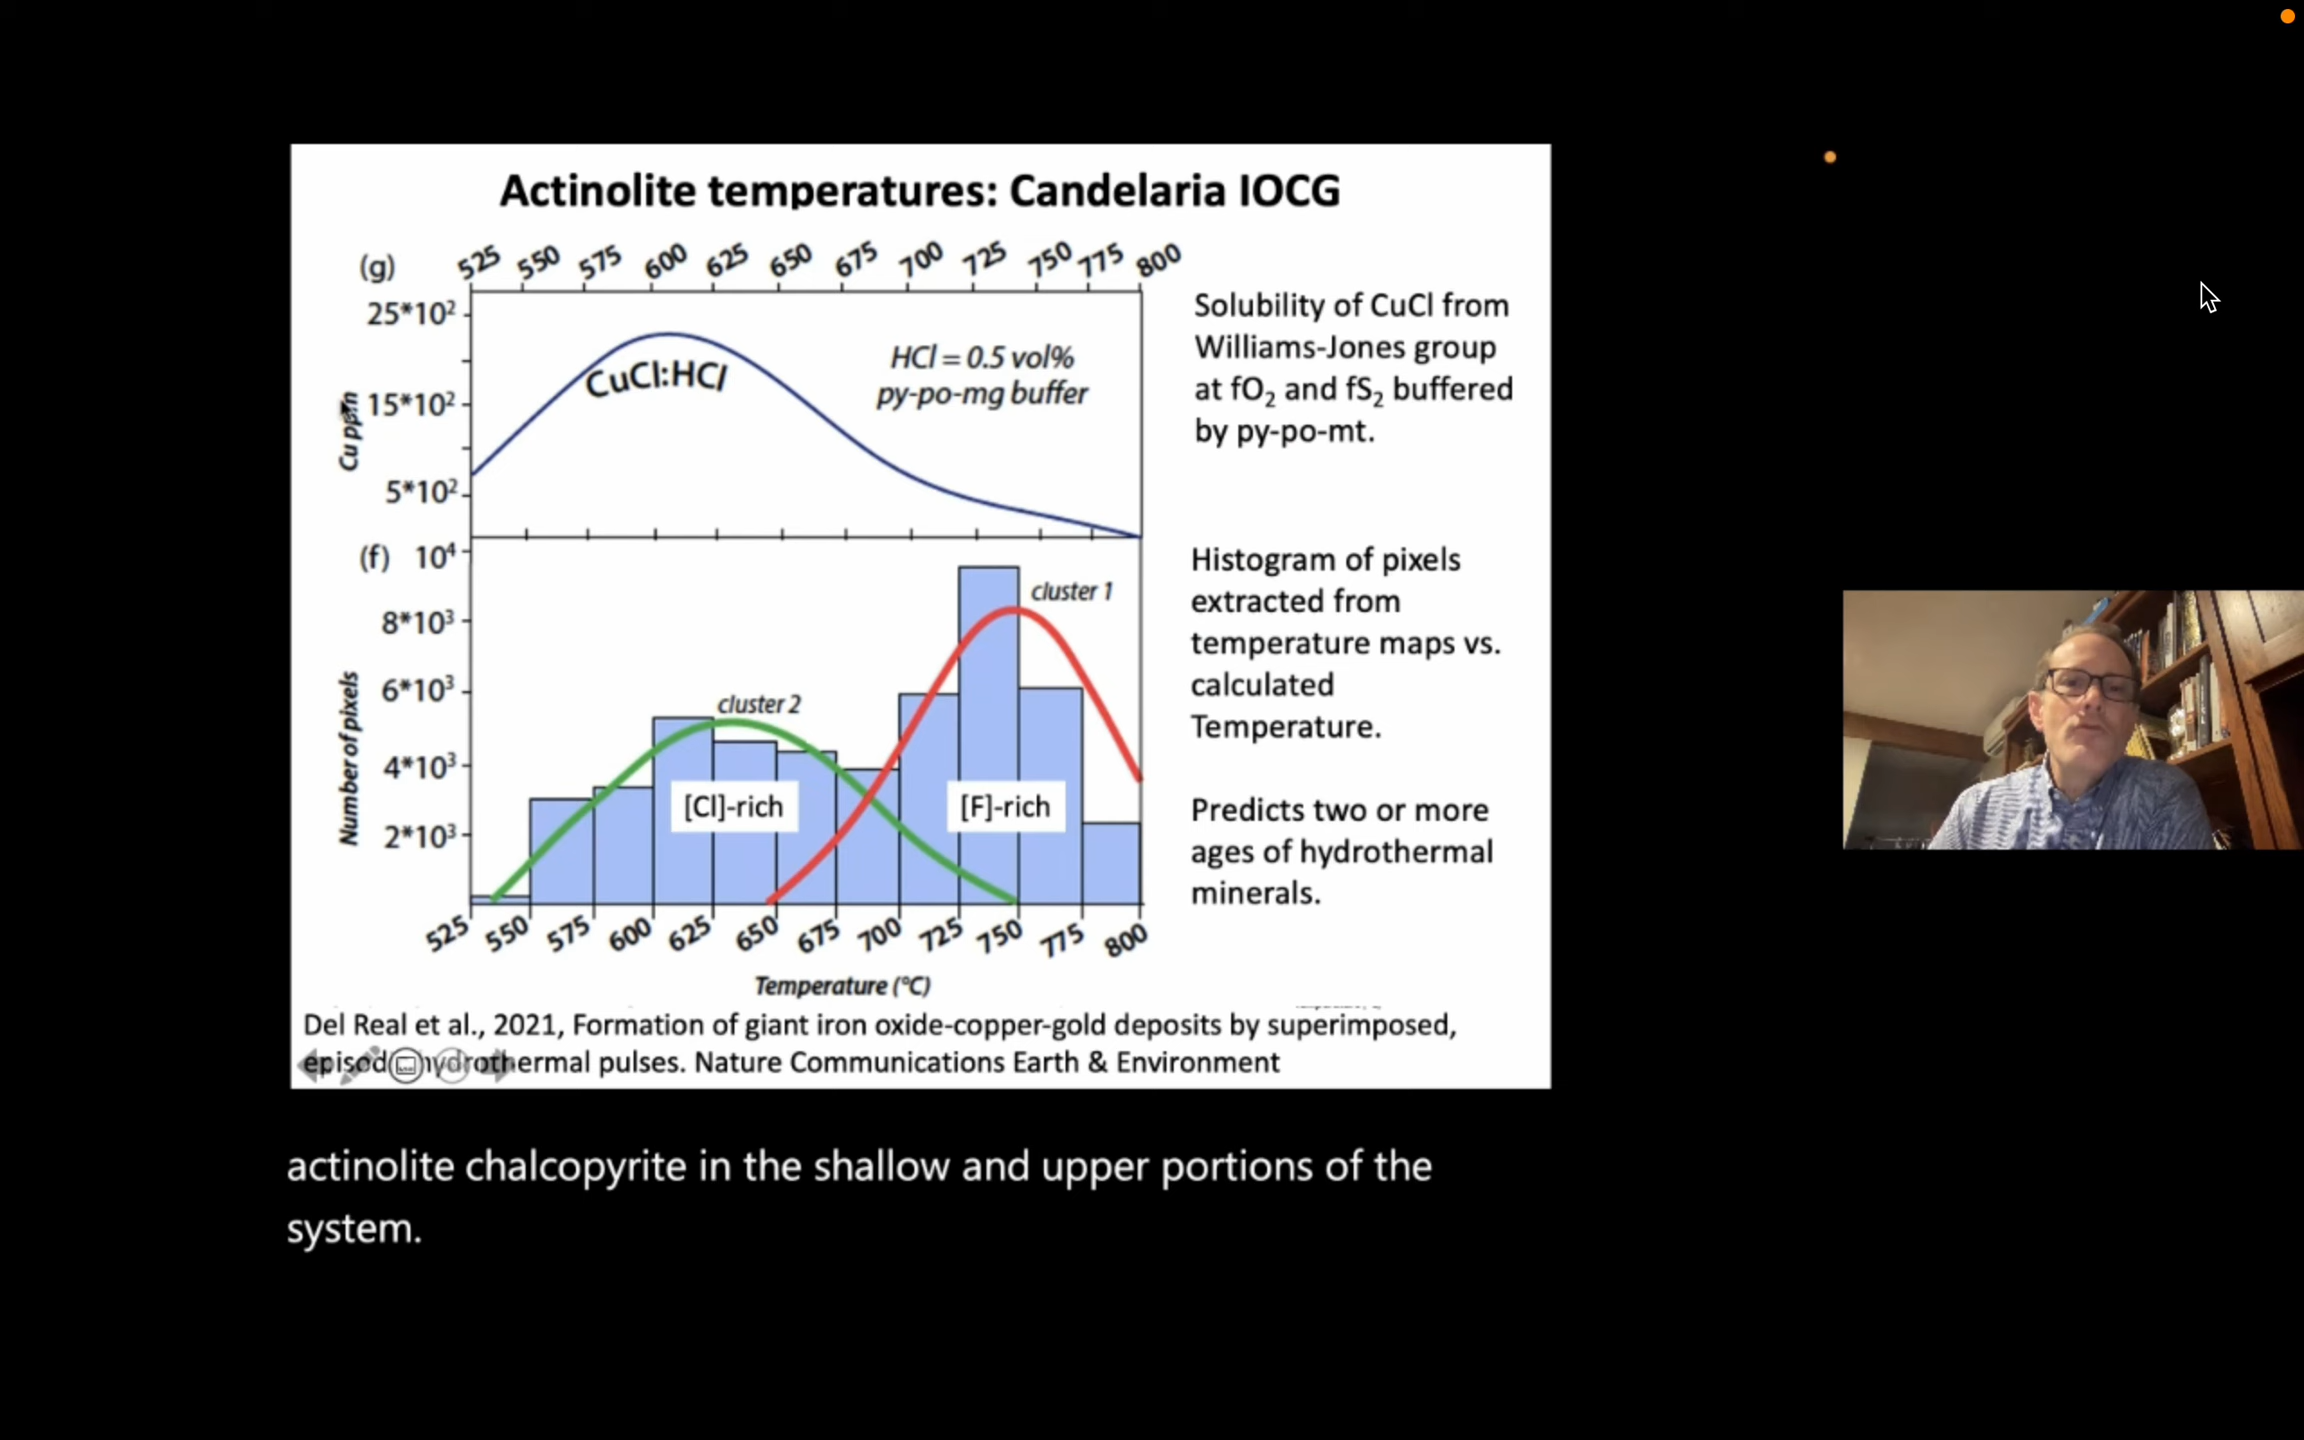 Actinolite temperatures: Candelaria IOCG
(g)
525 550 575 600 625 650 675 700 725 750 775 800
25*10²
15*10²
5*10²
Cu ppm
CuCl:HCl
HCl = 0.5 vol%
py-po-mg buffer
Solubility of CuCl from
Williams-Jones group
at fO₂ and fS₂ buffered
by py-po-mt.
(f)
10⁴
8*10³
6*10³
4*10³
2*10³
Number of pixels
cluster 1
cluster 2
[Cl]-rich
[F]-rich
525 550 575 600 625 650 675 700 725 750 775 800
Temperature (°C)
Histogram of pixels
extracted from
temperature maps vs.
calculated
Temperature.
Predicts two or more
ages of hydrothermal
minerals.
Del Real et al., 2021, Formation of giant iron oxide-copper-gold deposits by superimposed,
episod hydrothermal pulses. Nature Communications Earth & Environment
actinolite chalcopyrite in the shallow and upper portions of the
system.